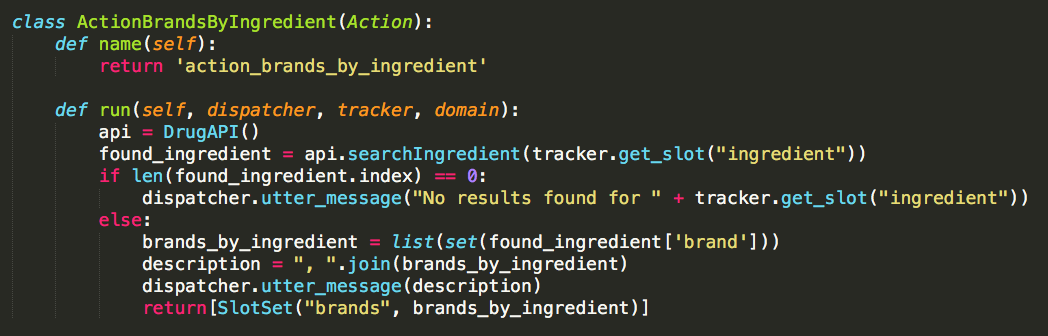 class ActionBrandsByIngredient(Action):
    def name(self):
        return 'action_brands_by_ingredient'

    def run(self, dispatcher, tracker, domain):
        api = DrugAPI()
        found_ingredient = api.searchIngredient(tracker.get_slot("ingredient"))
        if len(found_ingredient.index) == 0:
            dispatcher.utter_message("No results found for " + tracker.get_slot("ingredient"))
        else:
            brands_by_ingredient = list(set(found_ingredient['brand']))
            description = ", ".join(brands_by_ingredient)
            dispatcher.utter_message(description)
            return[SlotSet("brands", brands_by_ingredient)]